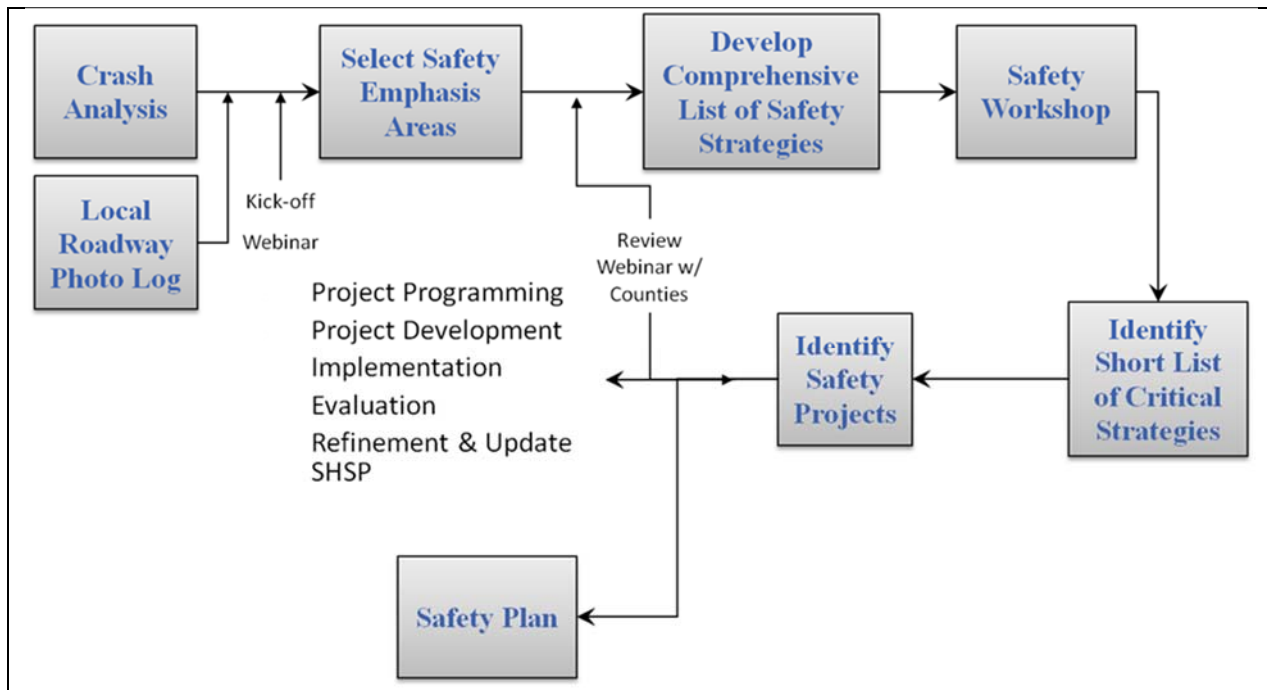 Crash
Analysis
Select Safety
Emphasis
Areas
Develop
Comprehensive
List of Safety
Strategies
Safety
Workshop
Local
Roadway
Photo Log
Kick-off
Webinar
Review
Webinar w/
Counties
Project Programming
Project Development
Implementation
Evaluation
Refinement & Update
SHSP
Identify
Safety
Projects
Identify
Short List
of Critical
Strategies
Safety Plan